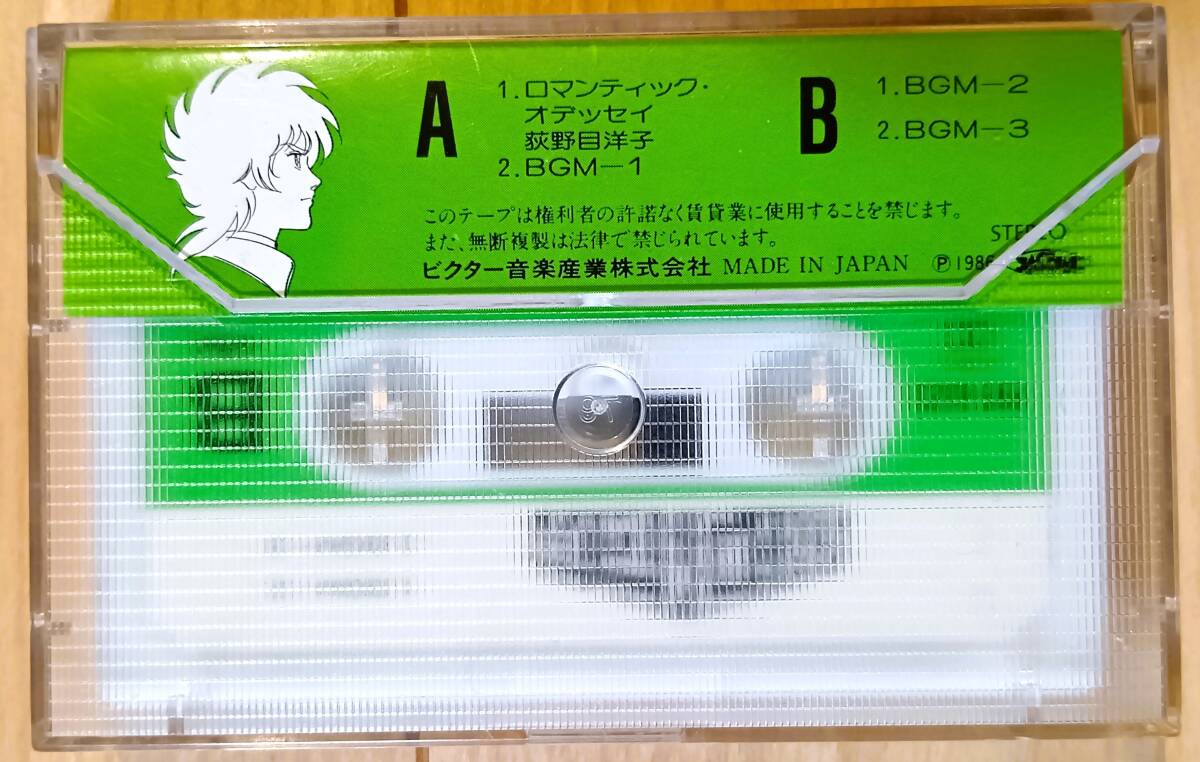 A
1.ロマンティック・
オデッセイ
荻野目洋子
2.BGM-1
B
1.BGM-2
2.BGM-3
このテープは権利者の許諾なく賃貸業に使用することを禁じます。
また、無断複製は法律で禁じられています。
STEREO
ビクター音楽産業株式会社 MADE IN JAPAN Ⓟ1986